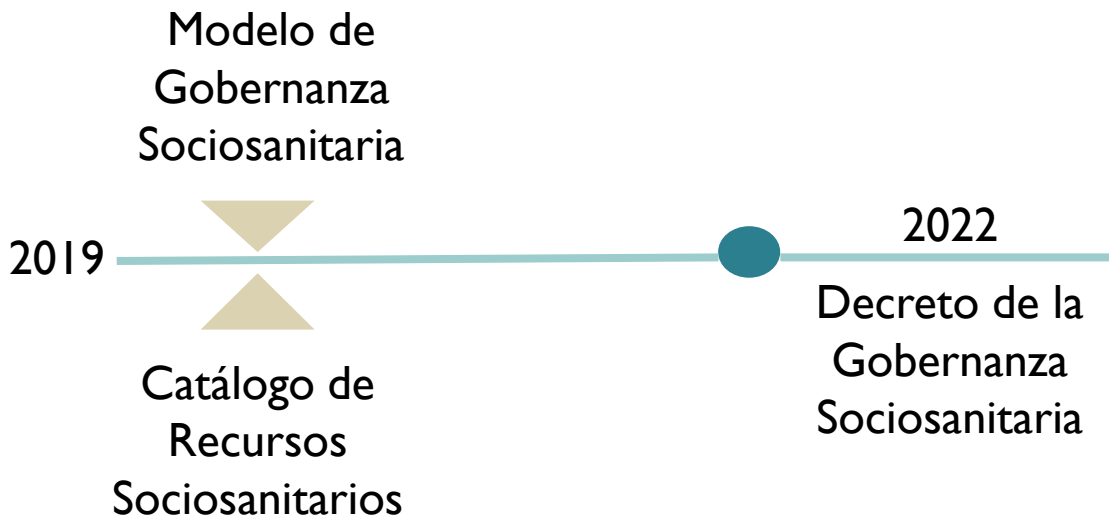 Modelo de
Gobernanza
Sociosanitaria
2019
Catálogo de
Recursos
Sociosanitarios
2022
Decreto de la
Gobernanza
Sociosanitaria